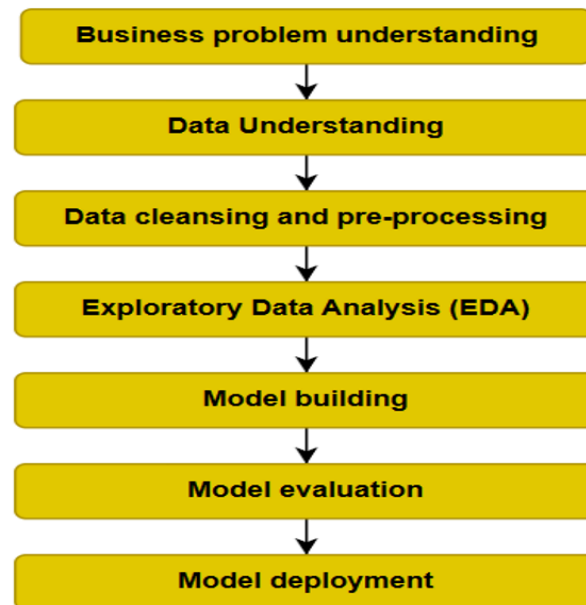 Business problem understanding
Data Understanding
Data cleansing and pre-processing
Exploratory Data Analysis (EDA)
Model building
Model evaluation
Model deployment